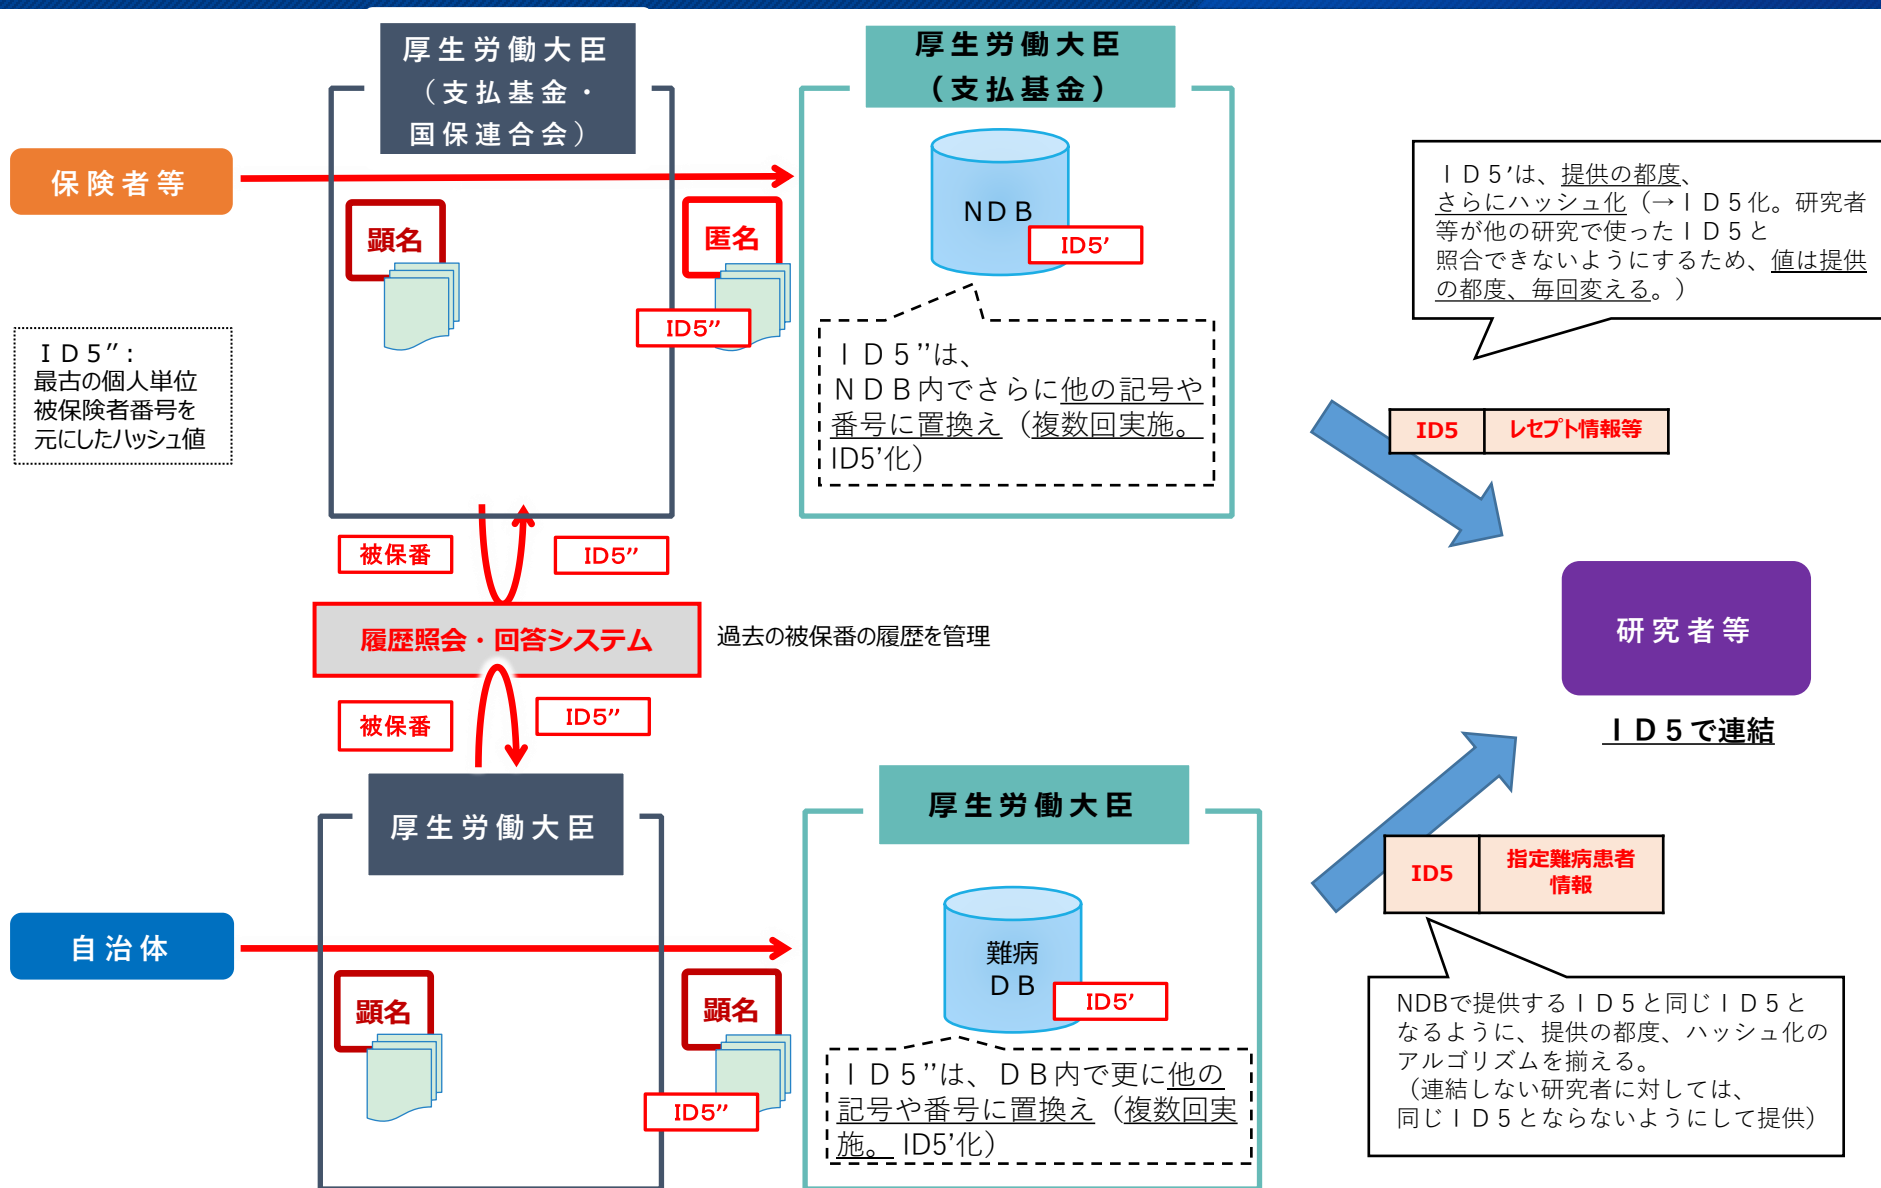 厚生労働大臣
（支払基金・
国保連合会）
厚生労働大臣
（支払基金）
保険者等
顕名
匿名
ID5’’
NDB
ID5’
ＩＤ５’’：
最古の個人単位
被保険者番号を
元にしたハッシュ値
ＩＤ５’’は、
ＮＤＢ内でさらに他の記号や
番号に置換え（複数回実施。
ID5’化）
ＩＤ５’は、提供の都度、
さらにハッシュ化（→ＩＤ５化。研究者
等が他の研究で使ったＩＤ５と
照合できないようにするため、値は提供
の都度、毎回変える。）
ID5 レセプト情報等
被保番
ID5’’
履歴照会・回答システム
過去の被保番の履歴を管理
被保番
ID5’’
研究者等
ＩＤ５で連結
厚生労働大臣
厚生労働大臣
自治体
顕名
顕名
ID5’’
難病
ＤＢ
ID5’
ＩＤ５’’は、ＤＢ内で更に他の
記号や番号に置換え（複数回実
施。ID5’化）
ID5 指定難病患者
情報
NDBで提供するＩＤ５と同じＩＤ５と
なるように、提供の都度、ハッシュ化の
アルゴリズムを揃える。
（連結しない研究者に対しては、
同じＩＤ５とならないようにして提供）